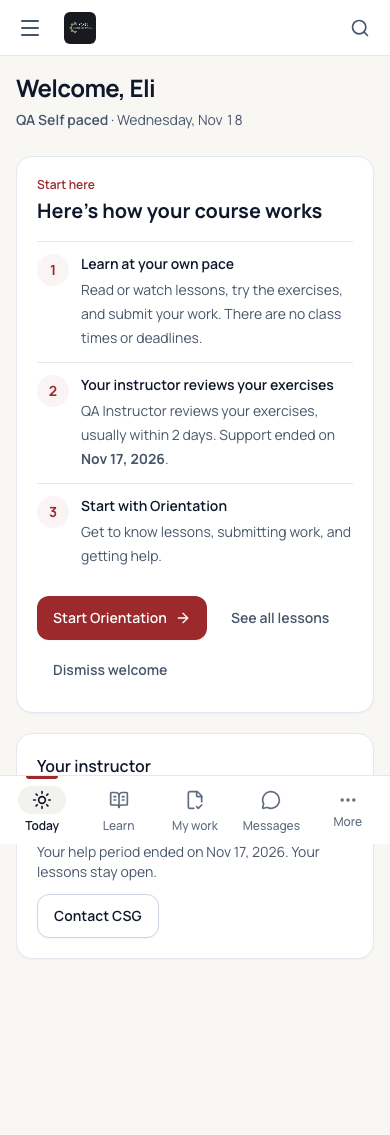 Welcome, Eli
QA Self paced · Wednesday, Nov 18
Start here
Here's how your course works
1
Learn at your own pace
Read or watch lessons, try the exercises,
and submit your work. There are no class
times or deadlines.
2
Your instructor reviews your exercises
QA Instructor reviews your exercises,
usually within 2 days. Support ended on
Nov 17, 2026.
3
Start with Orientation
Get to know lessons, submitting work, and
getting help.
Start Orientation
See all lessons
Dismiss welcome
Your instructor
Today
Learn
My work
Messages
More
Your help period ended on Nov 17, 2026. Your
lessons stay open.
Contact CSG